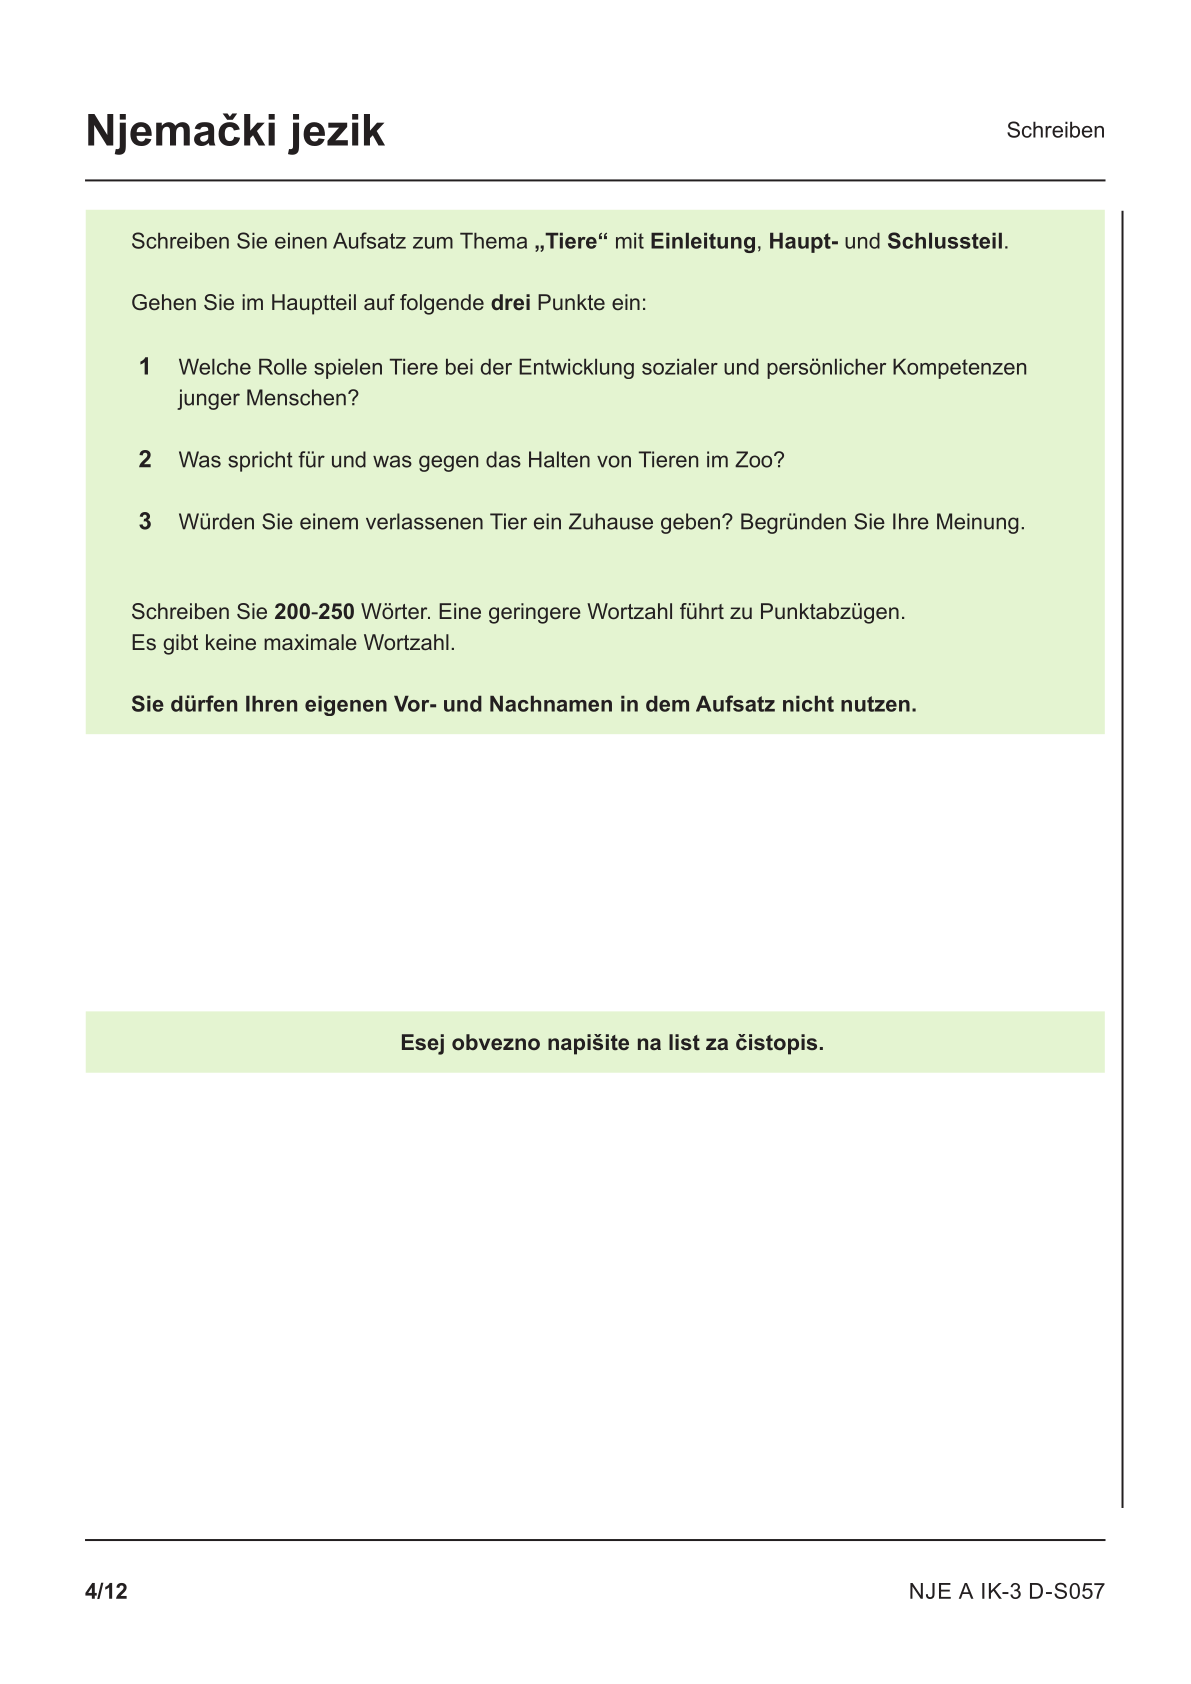 Njemački jezik
Schreiben
Schreiben Sie einen Aufsatz zum Thema „Tiere“ mit Einleitung, Haupt- und Schlussteil.
Gehen Sie im Hauptteil auf folgende drei Punkte ein:
1 Welche Rolle spielen Tiere bei der Entwicklung sozialer und persönlicher Kompetenzen
junger Menschen?
2 Was spricht für und was gegen das Halten von Tieren im Zoo?
3 Würden Sie einem verlassenen Tier ein Zuhause geben? Begründen Sie Ihre Meinung.
Schreiben Sie 200-250 Wörter. Eine geringere Wortzahl führt zu Punktabzügen.
Es gibt keine maximale Wortzahl.
Sie dürfen Ihren eigenen Vor- und Nachnamen in dem Aufsatz nicht nutzen.
Esej obvezno napišite na list za čistopis.
4/12
NJE A IK-3 D-S057